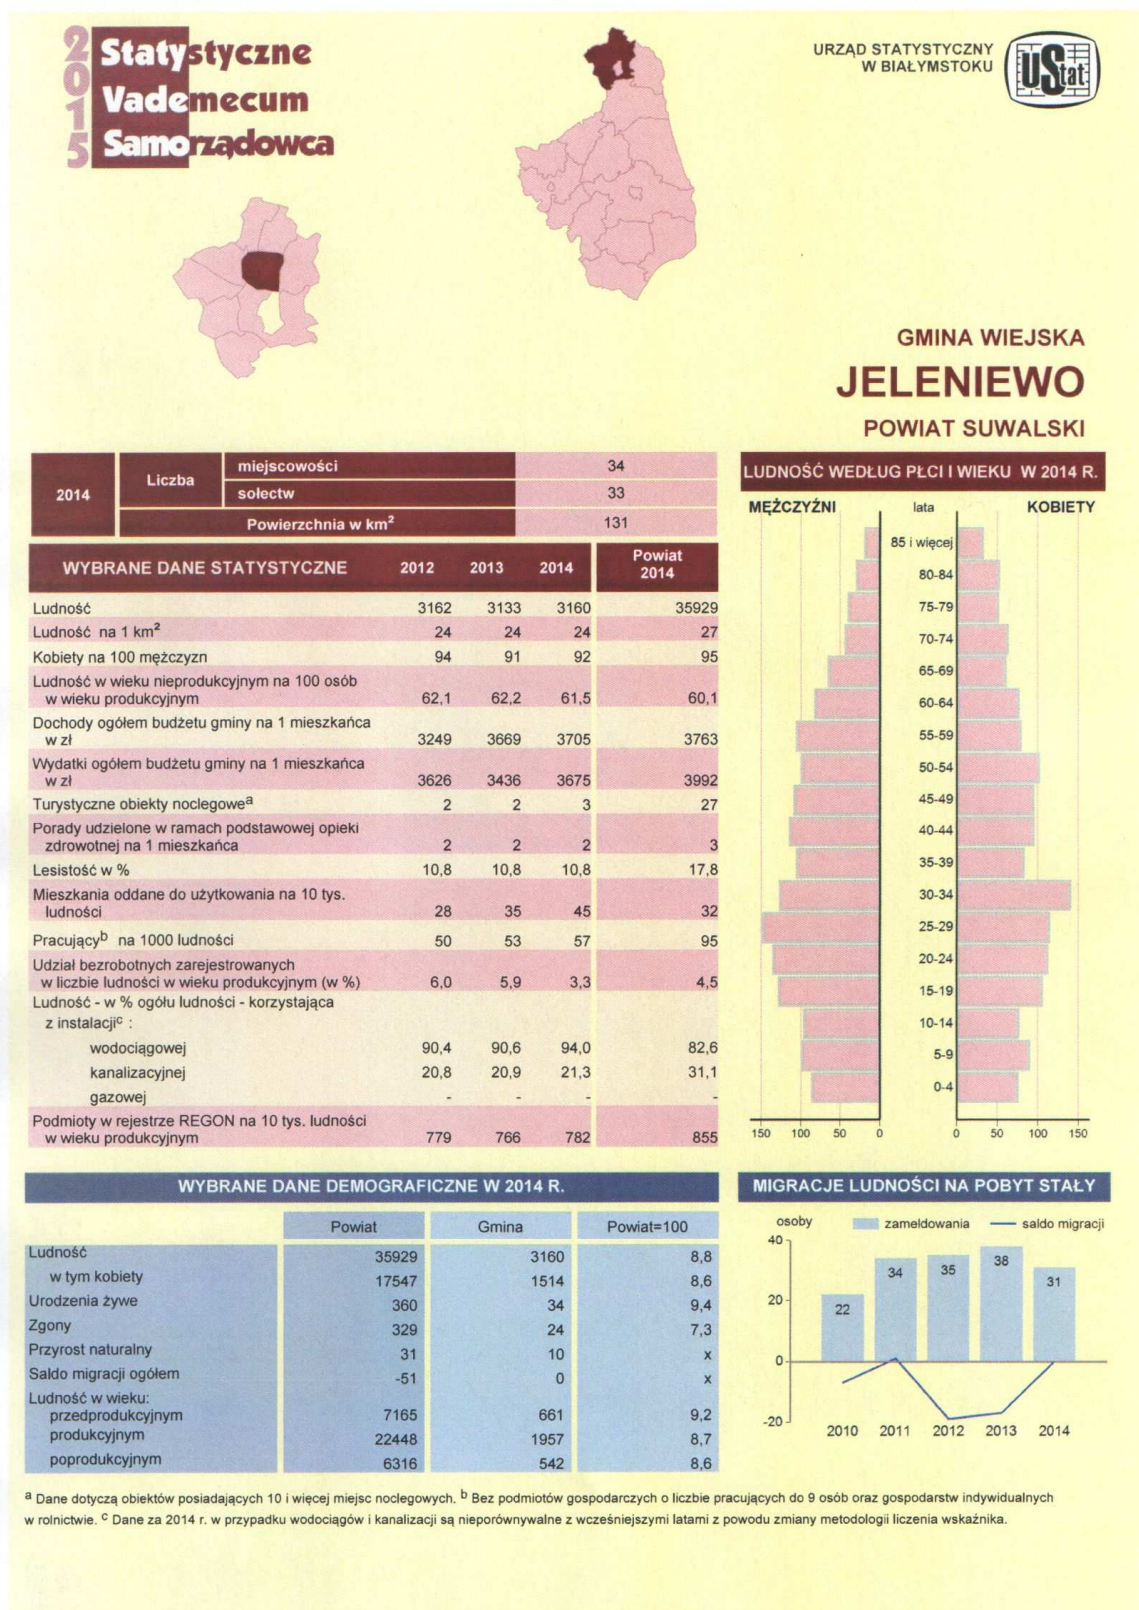 2015
Statystyczne
Vademecum
Samorządowca
URZĄD STATYSTYCZNY
W BIAŁYMSTOKU
UStat
GMINA WIEJSKA
JELENIEWO
POWIAT SUWALSKI
2014
Liczba
miejscowości 34
sołectw 33
Powierzchnia w km² 131
WYBRANE DANE STATYSTYCZNE 2012 2013 2014 Powiat 2014
Ludność 3162 3133 3160 35929
Ludność na 1 km² 24 24 24 27
Kobiety na 100 mężczyzn 94 91 92 95
Ludność w wieku nieprodukcyjnym na 100 osób
w wieku produkcyjnym 62,1 62,2 61,5 60,1
Dochody ogółem budżetu gminy na 1 mieszkańca
w zł 3249 3669 3705 3763
Wydatki ogółem budżetu gminy na 1 mieszkańca
w zł 3626 3436 3675 3992
Turystyczne obiekty noclegowe^a 2 2 3 27
Porady udzielone w ramach podstawowej opieki
zdrowotnej na 1 mieszkańca 2 2 2 3
Lesistość w % 10,8 10,8 10,8 17,8
Mieszkania oddane do użytkowania na 10 tys.
ludności 28 35 45 32
Pracujący^b na 1000 ludności 50 53 57 95
Udział bezrobotnych zarejestrowanych
w liczbie ludności w wieku produkcyjnym (w %) 6,0 5,9 3,3 4,5
Ludność - w % ogółu ludności - korzystająca
z instalacji^c :
wodociągowej 90,4 90,6 94,0 82,6
kanalizacyjnej 20,8 20,9 21,3 31,1
gazowej - - - -
Podmioty w rejestrze REGON na 10 tys. ludności
w wieku produkcyjnym 779 766 782 855
LUDNOŚĆ WEDŁUG PŁCI I WIEKU W 2014 R.
MĘŻCZYŹNI lata KOBIETY
85 i więcej
80-84
75-79
70-74
65-69
60-64
55-59
50-54
45-49
40-44
35-39
30-34
25-29
20-24
15-19
10-14
5-9
0-4
150 100 50 0 0 50 100 150
WYBRANE DANE DEMOGRAFICZNE W 2014 R.
Powiat Gmina Powiat=100
Ludność 35929 3160 8,8
w tym kobiety 17547 1514 8,6
Urodzenia żywe 360 34 9,4
Zgony 329 24 7,3
Przyrost naturalny 31 10 x
Saldo migracji ogółem -51 0 x
Ludność w wieku:
przedprodukcyjnym 7165 661 9,2
produkcyjnym 22448 1957 8,7
poprodukcyjnym 6316 542 8,6
MIGRACJE LUDNOŚCI NA POBYT STAŁY
osoby zameldowania saldo migracji
40
20
0
-20
22 34 35 38 31
2010 2011 2012 2013 2014
^a Dane dotyczą obiektów posiadających 10 i więcej miejsc noclegowych. ^b Bez podmiotów gospodarczych o liczbie pracujących do 9 osób oraz gospodarstw indywidualnych
w rolnictwie. ^c Dane za 2014 r. w przypadku wodociągów i kanalizacji są nieporównywalne z wcześniejszymi latami z powodu zmiany metodologii liczenia wskaźnika.